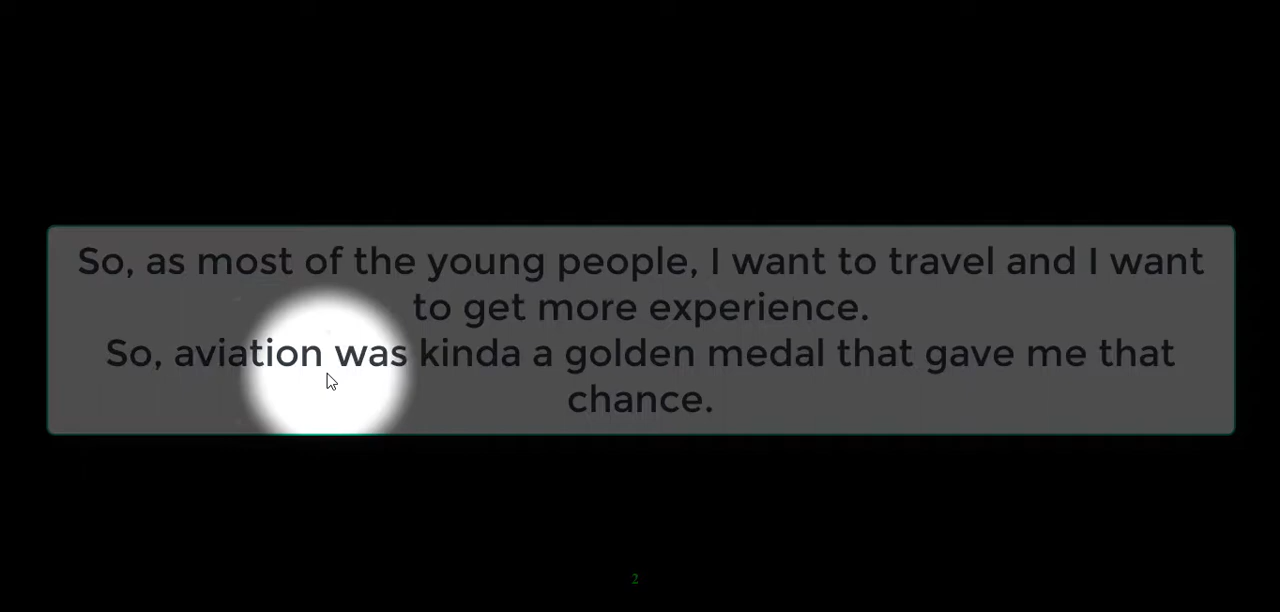 So, as most of the young people, I want to travel and I want
to get more experience.
So, aviation was kinda a golden medal that gave me that
chance.
2